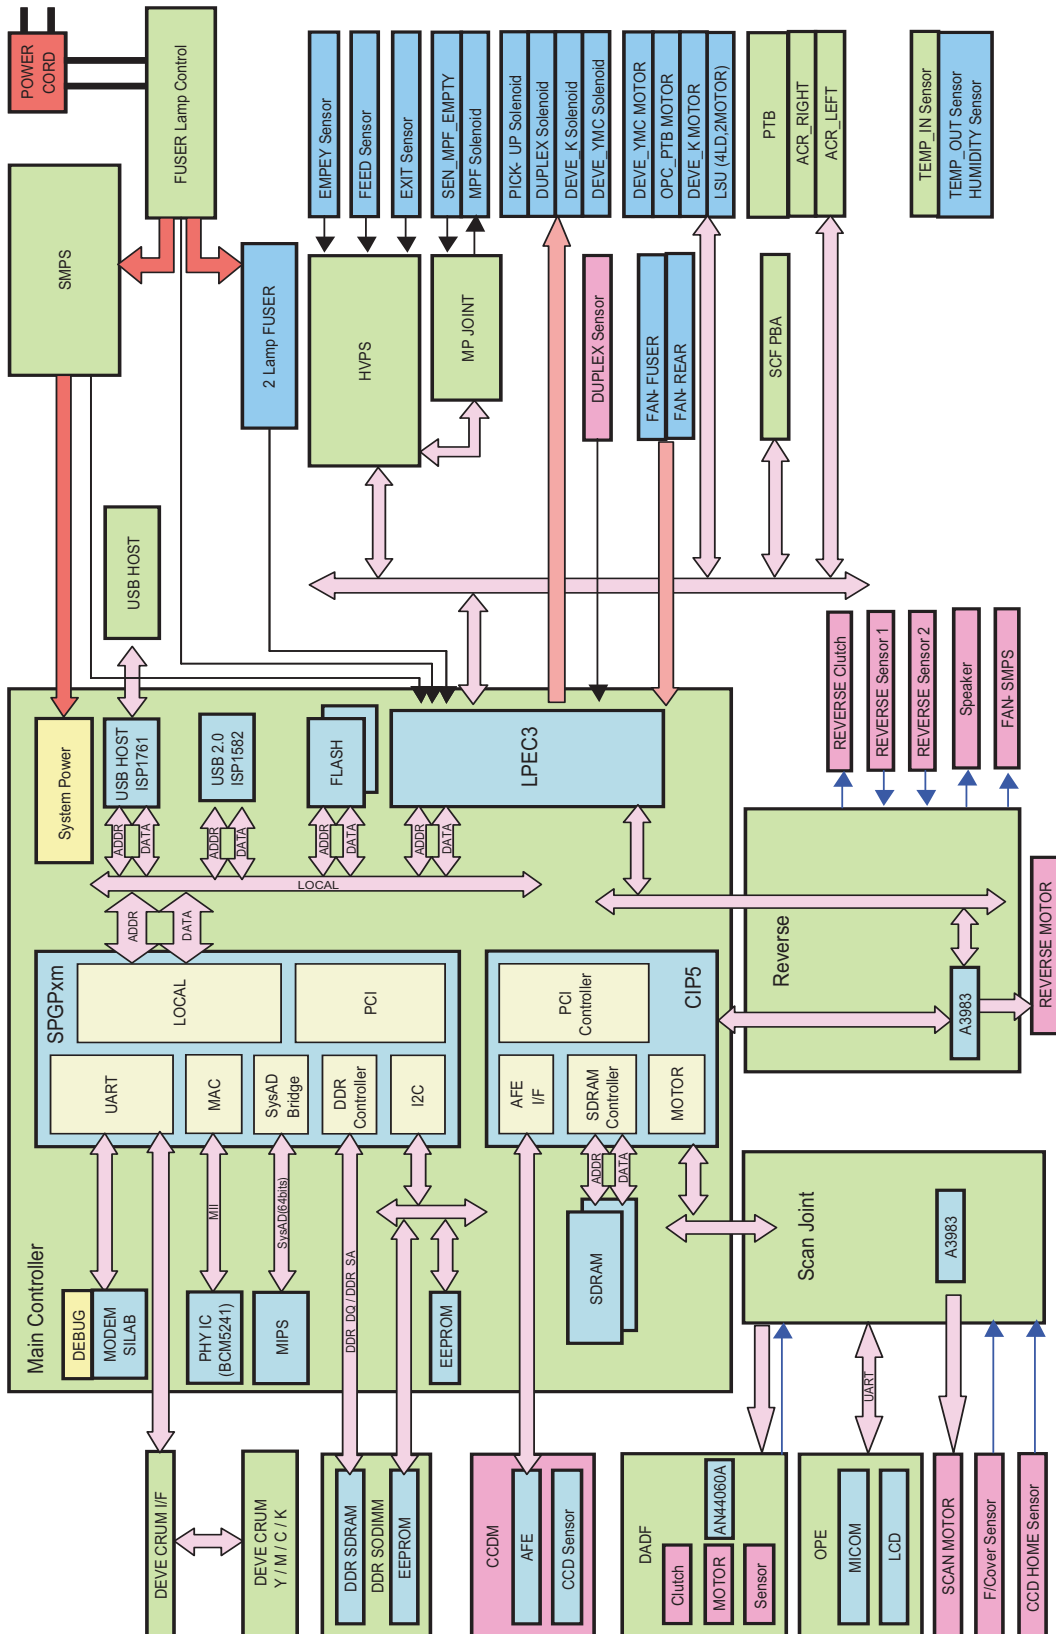 POWER
CORD
FUSER Lamp Control
SMPS
2 Lamp FUSER
EMPEY Sensor
FEED Sensor
EXIT Sensor
SEN_MPF_EMPTY
MPF Solenoid
PICK- UP Solenoid
DUPLEX Solenoid
DEVE_K Solenoid
DEVE_YMC Solenoid
DEVE_YMC MOTOR
OPC_PTB MOTOR
DEVE_K MOTOR
LSU (4LD,2MOTOR)
PTB
ACR_RIGHT
ACR_LEFT
TEMP_IN Sensor
TEMP_OUT Sensor
HUMIDITY Sensor
HVPS
MP JOINT
DUPLEX Sensor
FAN- FUSER
FAN- REAR
SCF PBA
USB HOST
Main Controller
System Power
USB HOST
ISP1761
USB 2.0
ISP1582
FLASH
LPEC3
ADDR
DATA
ADDR
DATA
ADDR
DATA
ADDR
DATA
LOCAL
ADDR
DATA
SPGPxm
LOCAL
PCI
UART
MAC
SysAD
Bridge
DDR
Controller
I2C
CIP5
PCI
Controller
AFE
I/F
SDRAM
Controller
MOTOR
ADDR
DATA
MII
SysAD(64bits)
DDR_DQ / DDR_SA
DEBUG
MODEM
SILAB
PHY IC
(BCM5241)
MIPS
EEPROM
SDRAM
REVERSE Clutch
REVERSE Sensor 1
REVERSE Sensor 2
Speaker
FAN- SMPS
Reverse
A3983
REVERSE MOTOR
Scan Joint
A3983
UART
DEVE CRUM I/F
DEVE CRUM
Y / M / C / K
DDR SDRAM
DDR SODIMM
EEPROM
CCDM
AFE
CCD Sensor
DADF
AN44060A
Clutch
MOTOR
Sensor
OPE
MICOM
LCD
SCAN MOTOR
F/Cover Sensor
CCD HOME Sensor